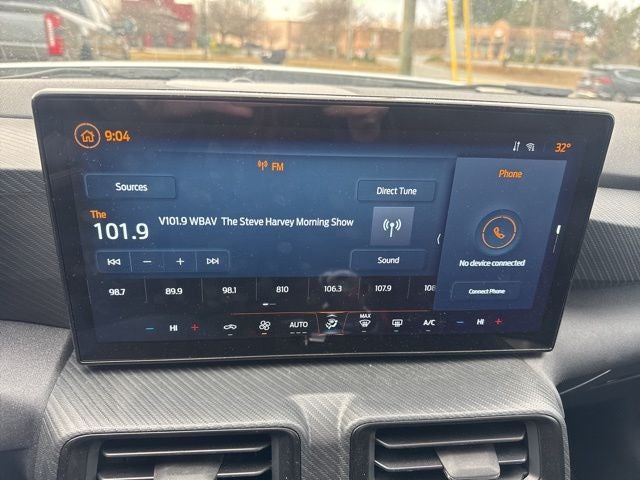 9:04
32°
FM
Phone
Sources
Direct Tune
The
101.9
V101.9 WBAV The Steve Harvey Morning Show
No device connected
Sound
Connect Phone
98.7 89.9 98.1 810 106.3 107.9 108
MAX
HI AUTO A/C HI